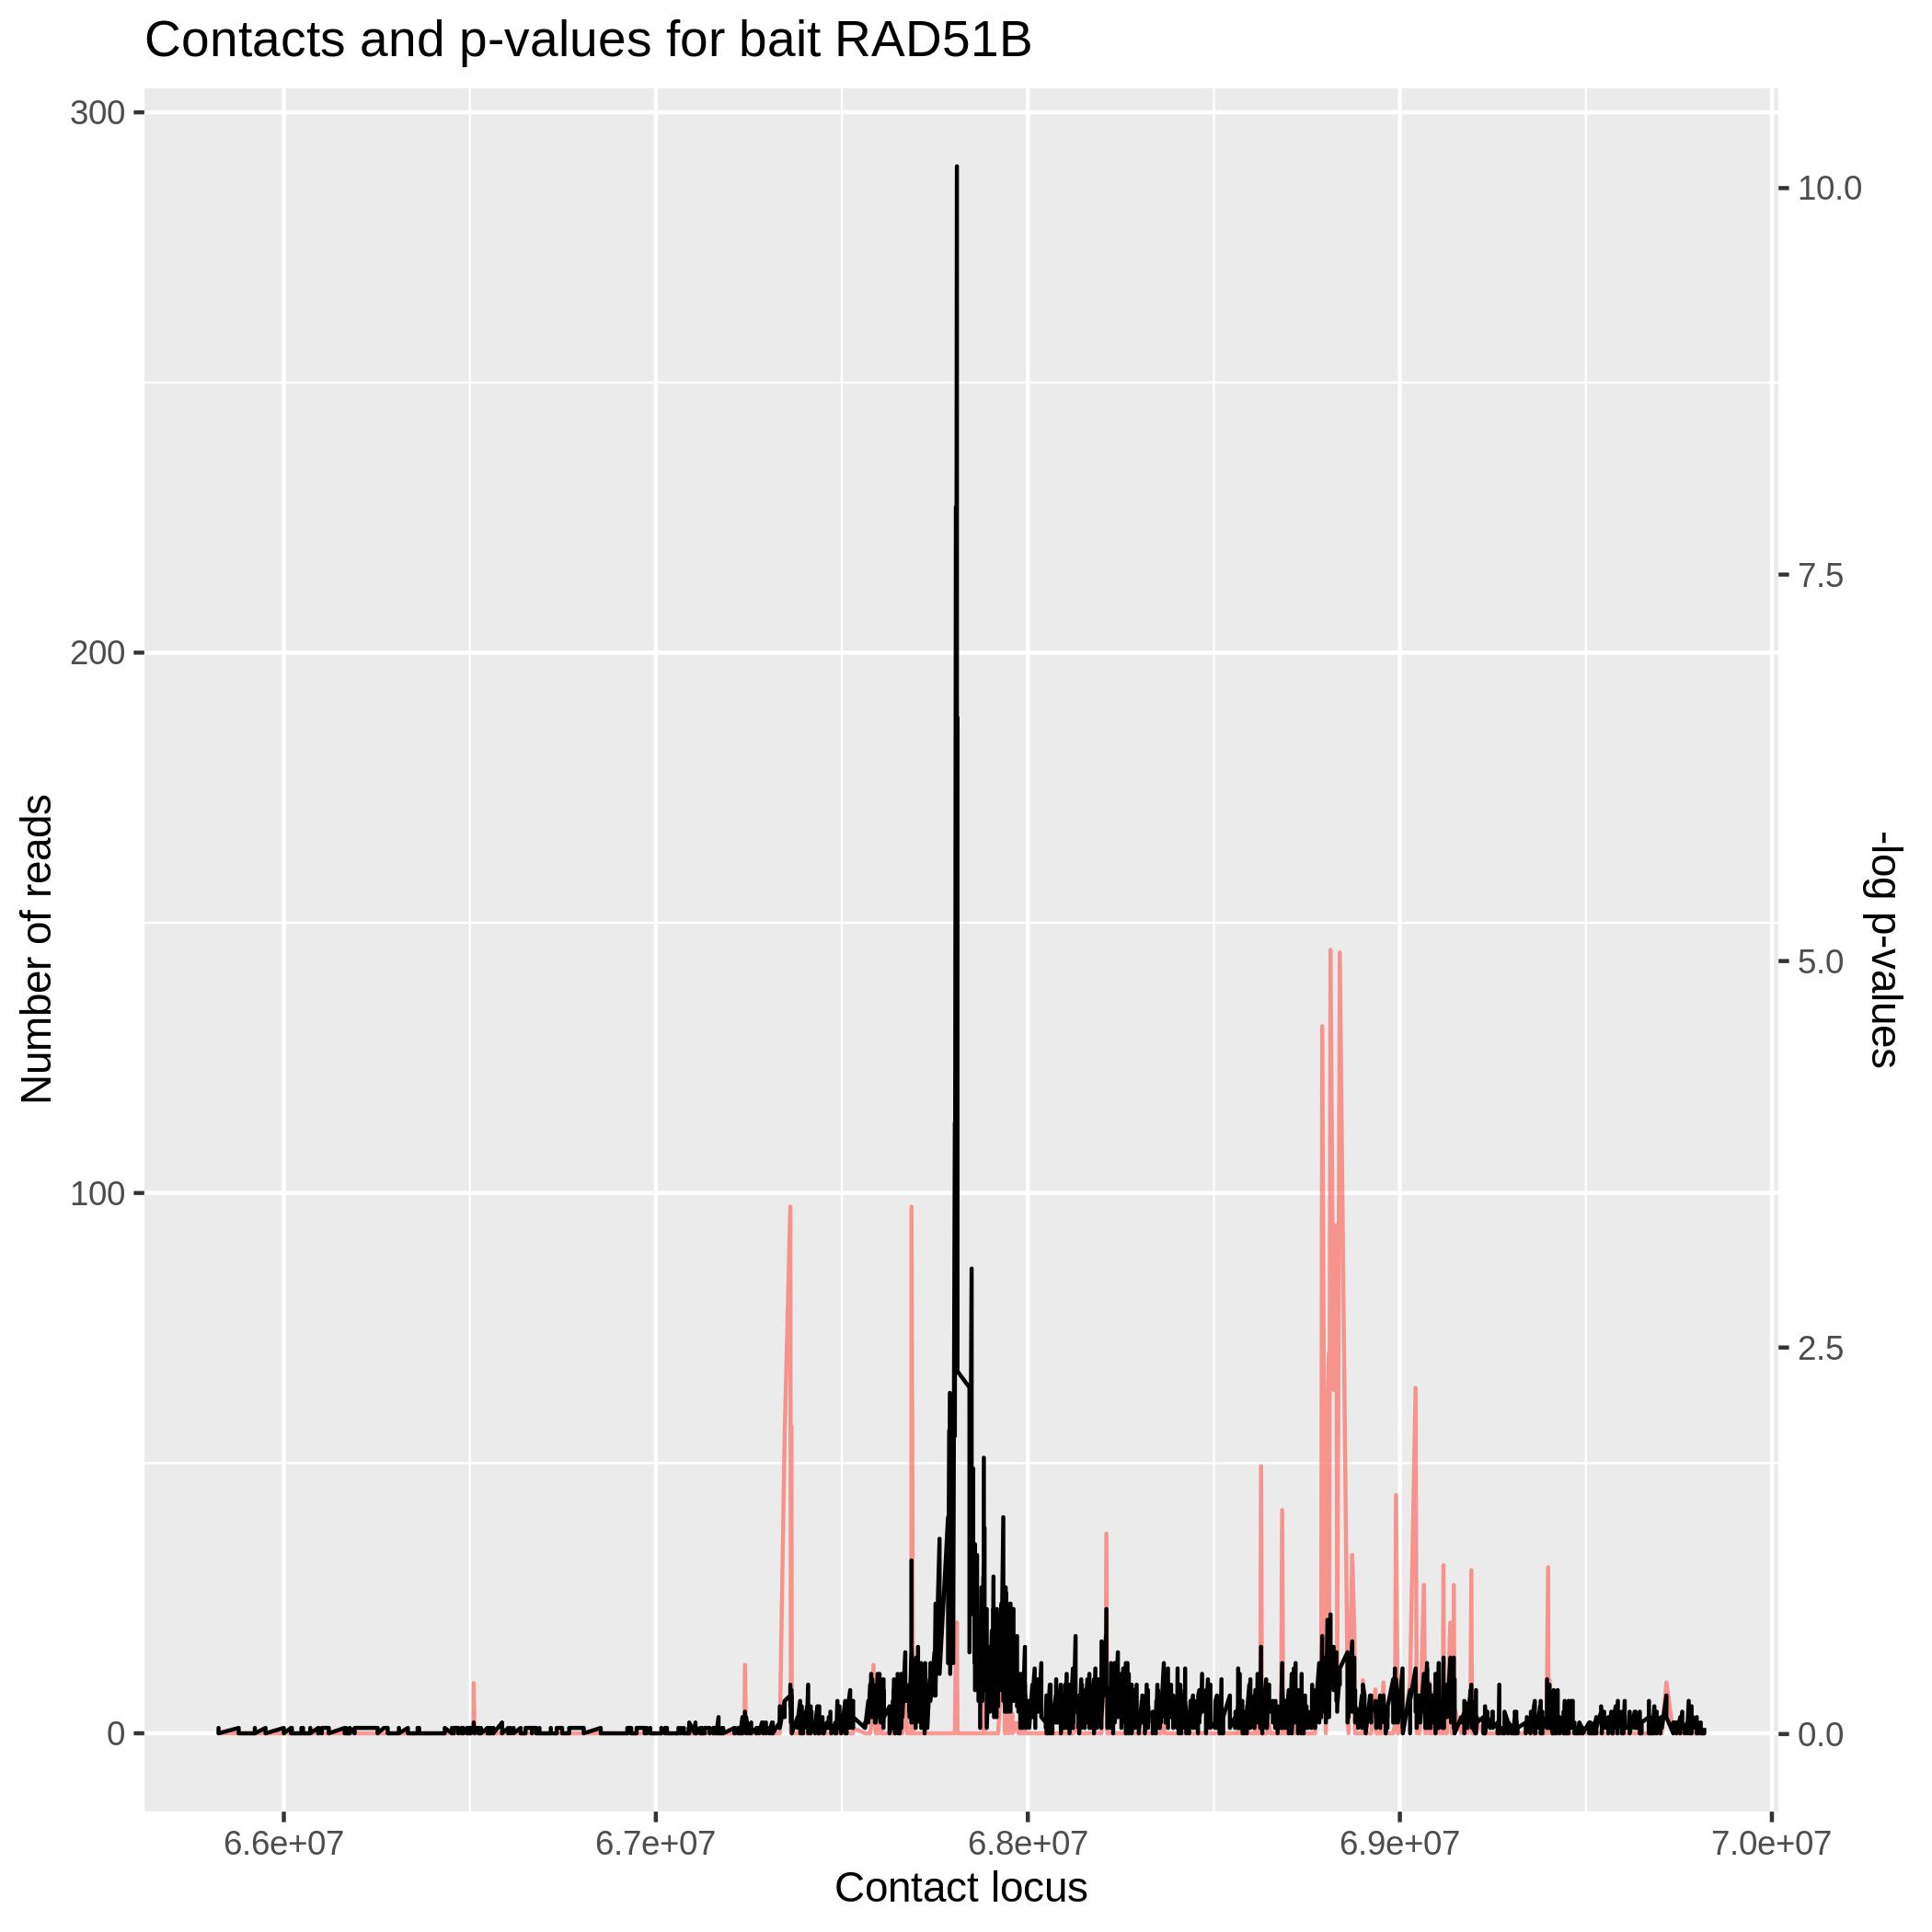 Contacts and p-values for bait RAD51B
300
200
100
0
Number of reads
10.0
7.5
5.0
2.5
0.0
-log p-values
6.6e+07
6.7e+07
6.8e+07
6.9e+07
7.0e+07
Contact locus